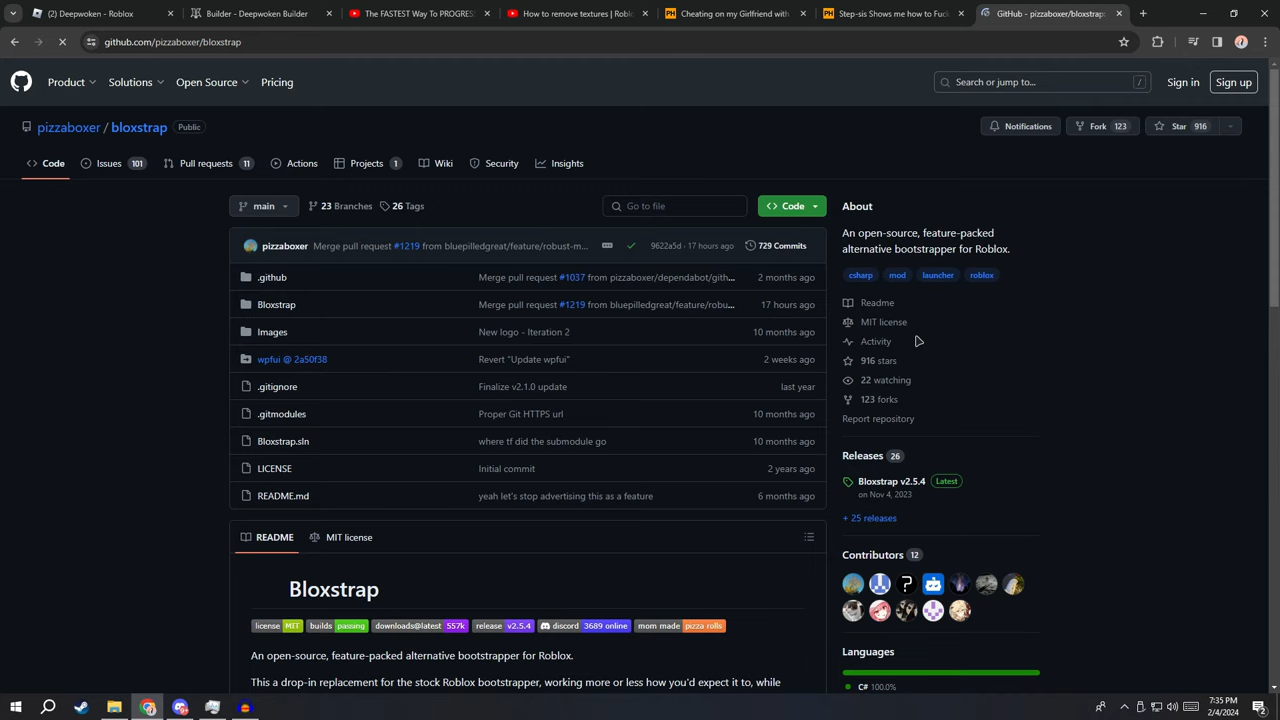 (2) Deepwoken - Roblox
Builder - Deepwoken Builder
The FASTEST Way To PROGRES
How to remove textures | Rob
PH Cheating on my Girlfriend with
PH Step-sis Shows me how to Fuc
GitHub - pizzaboxer/bloxstrap
github.com/pizzaboxer/bloxstrap
Product Solutions Open Source Pricing
Search or jump to... /
Sign in Sign up
pizzaboxer / bloxstrap Public
Notifications Fork 123 Star 916
Code Issues 101 Pull requests 11 Actions Projects 1 Wiki Security Insights
main 23 Branches 26 Tags Go to file Code
pizzaboxer Merge pull request #1219 from bluepilledgreat/feature/robust-m... 9622a5d · 17 hours ago 729 Commits
.github Merge pull request #1037 from pizzaboxer/dependabot/gith... 2 months ago
Bloxstrap Merge pull request #1219 from bluepilledgreat/feature/robu... 17 hours ago
Images New logo - Iteration 2 10 months ago
wpfui @ 2a50f38 Revert "Update wpfui" 2 weeks ago
.gitignore Finalize v2.1.0 update last year
.gitmodules Proper Git HTTPS url 10 months ago
Bloxstrap.sln where tf did the submodule go 10 months ago
LICENSE Initial commit 2 years ago
README.md yeah let's stop advertising this as a feature 6 months ago
README MIT license
Bloxstrap
license MIT builds passing downloads@latest 557k release v2.5.4 discord 3689 online mom made pizza rolls
An open-source, feature-packed alternative bootstrapper for Roblox.
This a drop-in replacement for the stock Roblox bootstrapper, working more or less how you'd expect it to, while
About
An open-source, feature-packed
alternative bootstrapper for Roblox.
csharp mod launcher roblox
Readme
MIT license
Activity
916 stars
22 watching
123 forks
Report repository
Releases 26
Bloxstrap v2.5.4 Latest
on Nov 4, 2023
+ 25 releases
Contributors 12
Languages
C# 100.0%
7:35 PM
2/4/2024
2